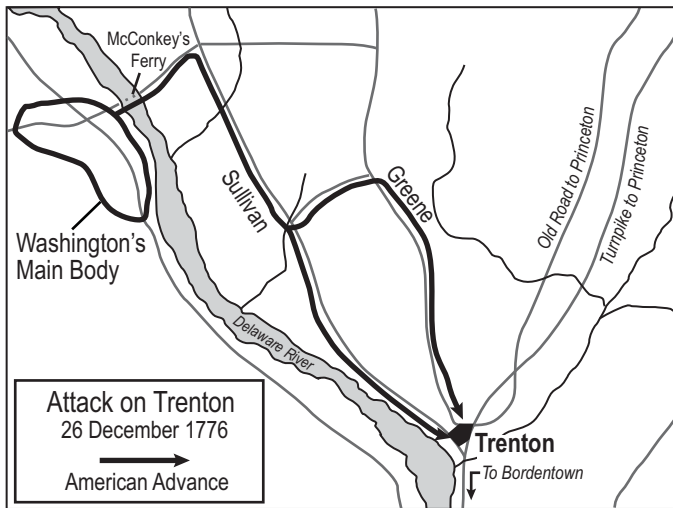 McConkey's
Ferry
Sullivan
Greene
Old Road to Princeton
Turnpike to Princeton
Washington's
Main Body
Delaware River
Attack on Trenton
26 December 1776
American Advance
Trenton
To Bordentown